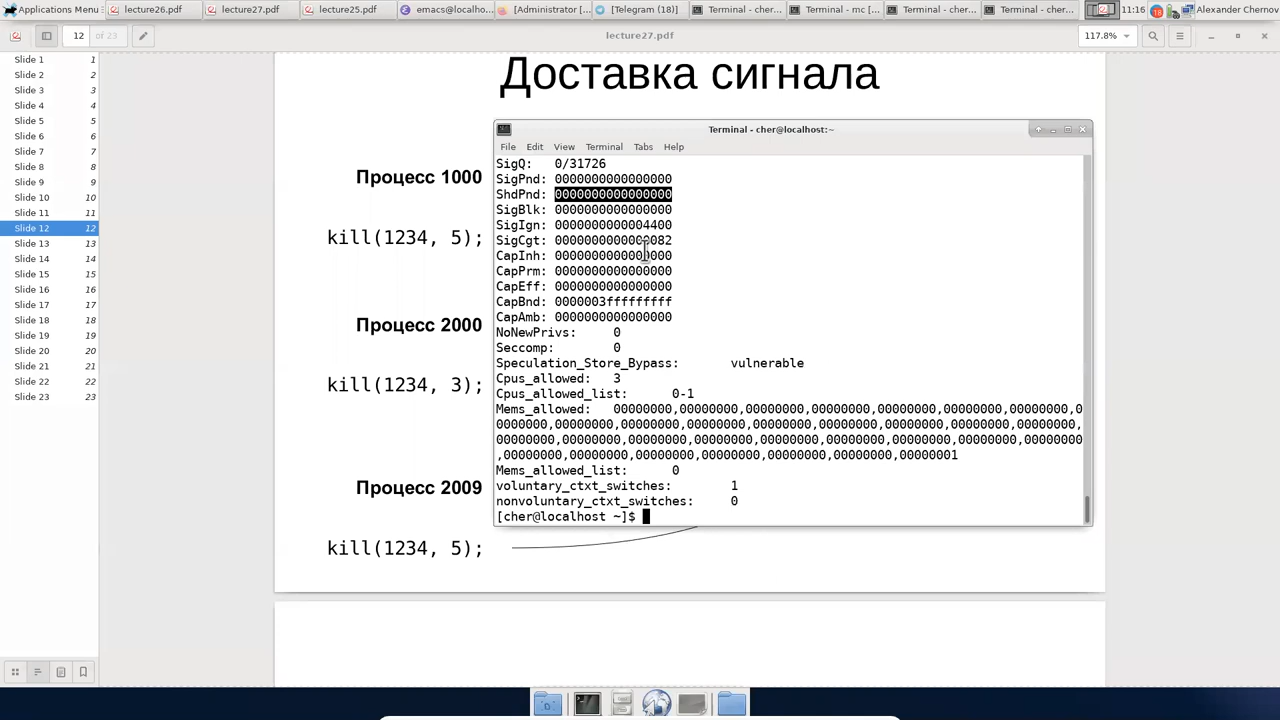 Applications Menu
lecture26.pdf
lecture27.pdf
lecture25.pdf
emacs@localho...
[Administrator ...
[Telegram (18)]
Terminal - cher...
Terminal - mc [...
Terminal - cher...
Terminal - cher...
11:16
18
Alexander Chernov
12 of 23
lecture27.pdf
117.8%
Slide 1 1
Slide 2 2
Slide 3 3
Slide 4 4
Slide 5 5
Slide 6 6
Slide 7 7
Slide 8 8
Slide 9 9
Slide 10 10
Slide 11 11
Slide 12 12
Slide 13 13
Slide 14 14
Slide 15 15
Slide 16 16
Slide 17 17
Slide 18 18
Slide 19 19
Slide 20 20
Slide 21 21
Slide 22 22
Slide 23 23
Доставка сигнала
Процесс 1000
kill(1234, 5);
Процесс 2000
kill(1234, 3);
Процесс 2009
kill(1234, 5);
Terminal - cher@localhost:~
File Edit View Terminal Tabs Help
SigQ: 0/31726
SigPnd: 0000000000000000
ShdPnd: 0000000000000000
SigBlk: 0000000000000000
SigIgn: 0000000000004400
SigCgt: 0000000000000082
CapInh: 0000000000000000
CapPrm: 0000000000000000
CapEff: 0000000000000000
CapBnd: 0000003fffffffff
CapAmb: 0000000000000000
NoNewPrivs: 0
Seccomp: 0
Speculation_Store_Bypass: vulnerable
Cpus_allowed: 3
Cpus_allowed_list: 0-1
Mems_allowed: 00000000,00000000,00000000,00000000,00000000,00000000,00000000,0
0000000,00000000,00000000,00000000,00000000,00000000,00000000,00000000,00000000,
00000000,00000000,00000000,00000000,00000000,00000000,00000000,00000000,00000000
,00000000,00000000,00000000,00000000,00000000,00000000,00000001
Mems_allowed_list: 0
voluntary_ctxt_switches: 1
nonvoluntary_ctxt_switches: 0
[cher@localhost ~]$